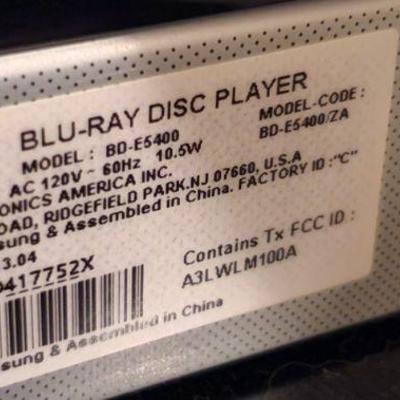 BLU-RAY DISC PLAYER
MODEL : BD-E5400
MODEL-CODE :
AC 120V ~ 60Hz 10.5W
BD-E5400/ZA
ONICS AMERICA INC.
OAD, RIDGEFIELD PARK.NJ 07660, U.S.A
sung & Assembled in China. FACTORY ID :"C"
3.04
Contains Tx FCC ID :
417752X
A3LWLM100A
sung & Assembled in China